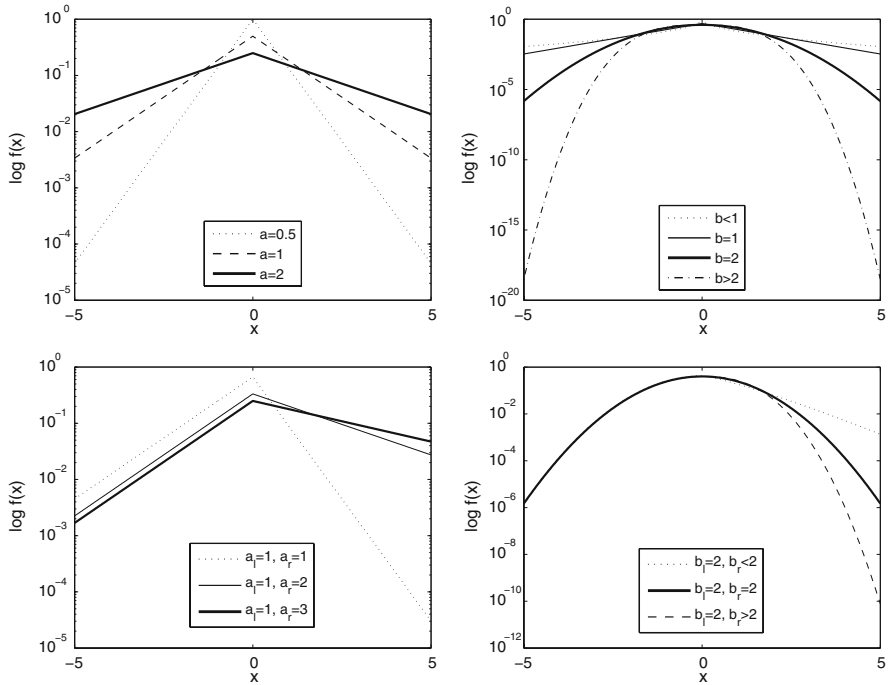 10^0
10^-1
10^-2
10^-3
10^-4
10^-5
log f(x)
a=0.5
a=1
a=2
−5
0
5
x
10^0
10^-5
10^-10
10^-15
10^-20
log f(x)
b<1
b=1
b=2
b>2
−5
0
5
x
10^0
10^-1
10^-2
10^-3
10^-4
10^-5
log f(x)
a_l=1, a_r=1
a_l=1, a_r=2
a_l=1, a_r=3
−5
0
5
x
10^0
10^-2
10^-4
10^-6
10^-8
10^-10
10^-12
log f(x)
b_l=2, b_r<2
b_l=2, b_r=2
b_l=2, b_r>2
−5
0
5
x